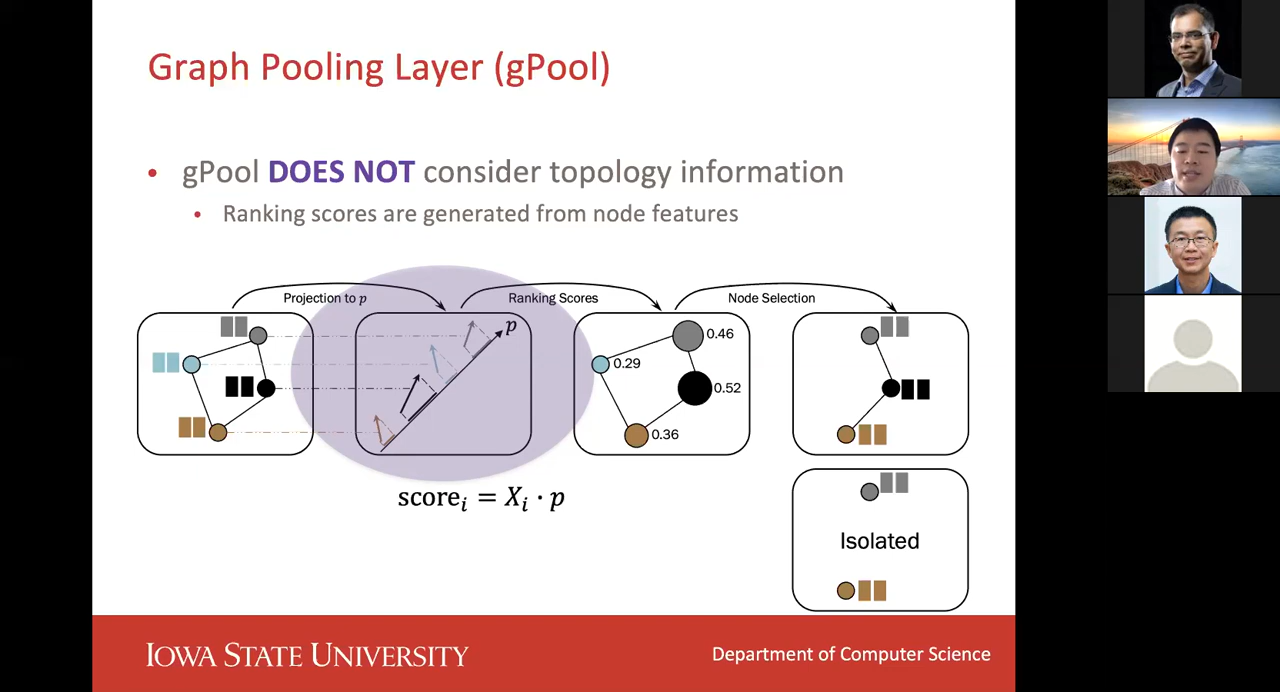 Graph Pooling Layer (gPool)
• gPool DOES NOT consider topology information
• Ranking scores are generated from node features
Projection to p
Ranking Scores
Node Selection
p
0.46
0.29
0.52
0.36
scoreᵢ = Xᵢ · p
Isolated
IOWA STATE UNIVERSITY
Department of Computer Science